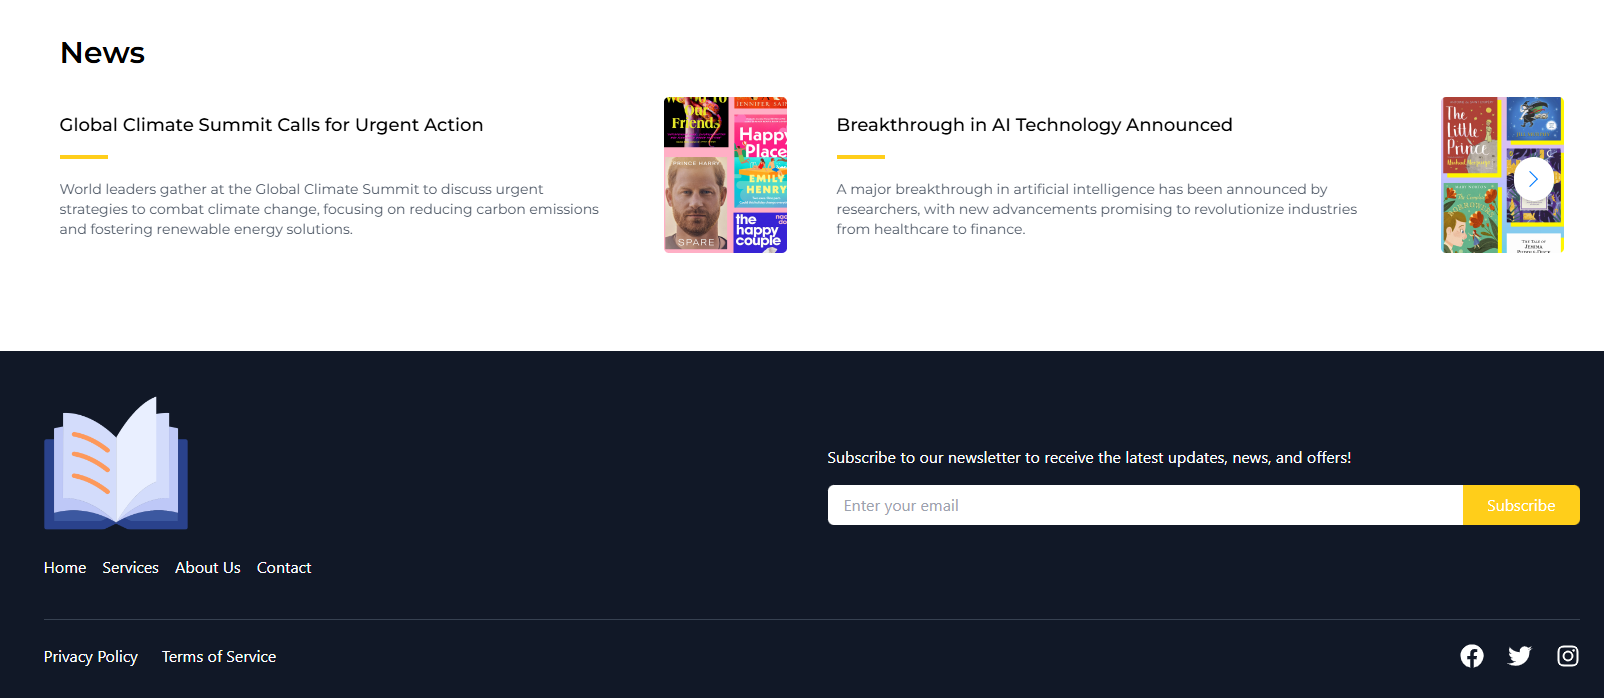 News
Global Climate Summit Calls for Urgent Action
World leaders gather at the Global Climate Summit to discuss urgent
strategies to combat climate change, focusing on reducing carbon emissions
and fostering renewable energy solutions.
Friends
JENNIFER
Happy
Place
EMILY
HENRY
PRINCE HARRY
SPARE
the
happy
couple
Breakthrough in AI Technology Announced
A major breakthrough in artificial intelligence has been announced by
researchers, with new advancements promising to revolutionize industries
from healthcare to finance.
The
Little
Prince
THE TALE OF
JEMIMA
Home Services About Us Contact
Subscribe to our newsletter to receive the latest updates, news, and offers!
Enter your email
Subscribe
Privacy Policy Terms of Service